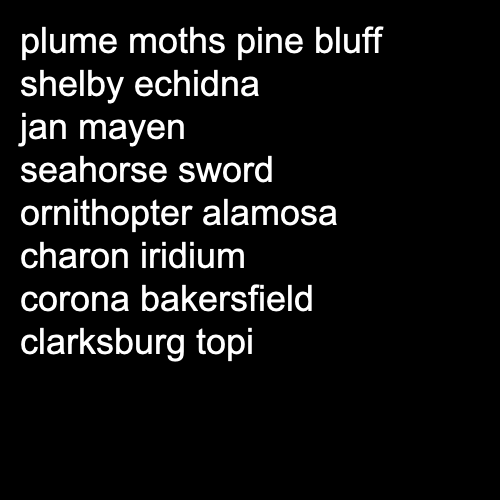 plume moths pine bluff
shelby echidna
jan mayen
seahorse sword
ornithopter alamosa
charon iridium
corona bakersfield
clarksburg topi